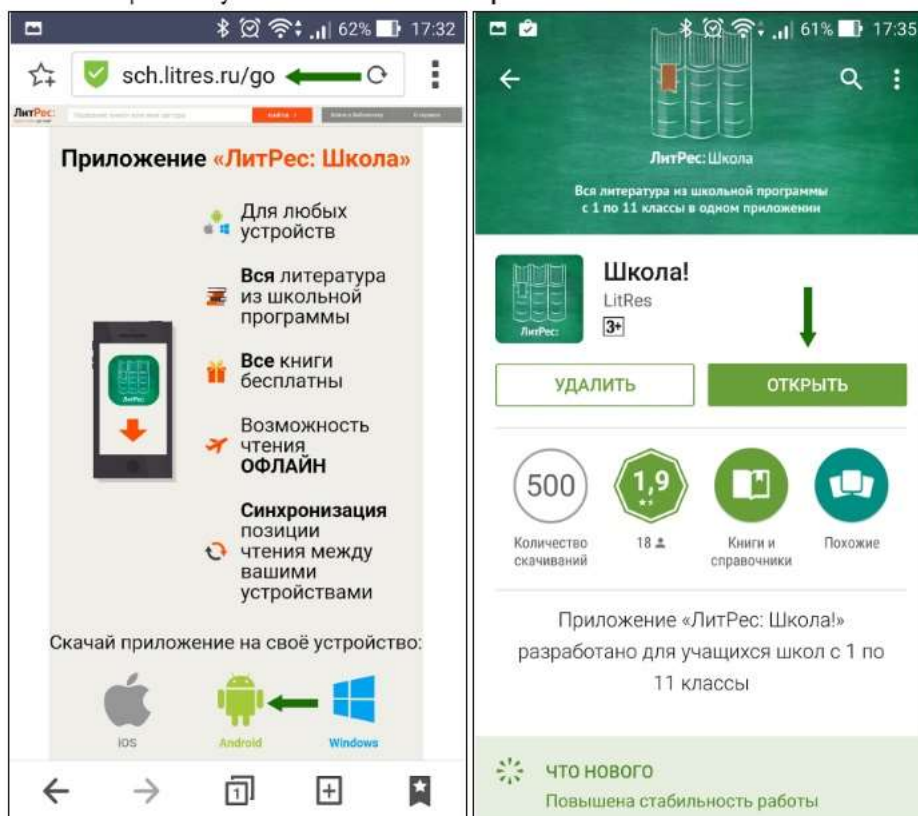 62% 17:32
sch.litres.ru/go
ЛитРес:
НАЙТИ
Приложение «ЛитРес: Школа»
Для любых
устройств
Вся литература
из школьной
программы
Все книги
бесплатны
Возможность
чтения
ОФЛАЙН
Синхронизация
позиции
чтения между
вашими
устройствами
ЛитРес:
Скачай приложение на своё устройство:
iOS
Android
Windows
1
61% 17:35
ЛитРес: Школа
Вся литература из школьной программы
с 1 по 11 классы в одном приложении
Школа!
LitRes
3+
ЛитРес:
УДАЛИТЬ
ОТКРЫТЬ
500
1,9
Количество
скачиваний
18
Книги и
справочники
Похожие
Приложение «ЛитРес: Школа!»
разработано для учащихся школ с 1 по
11 классы
ЧТО НОВОГО
Повышена стабильность работы